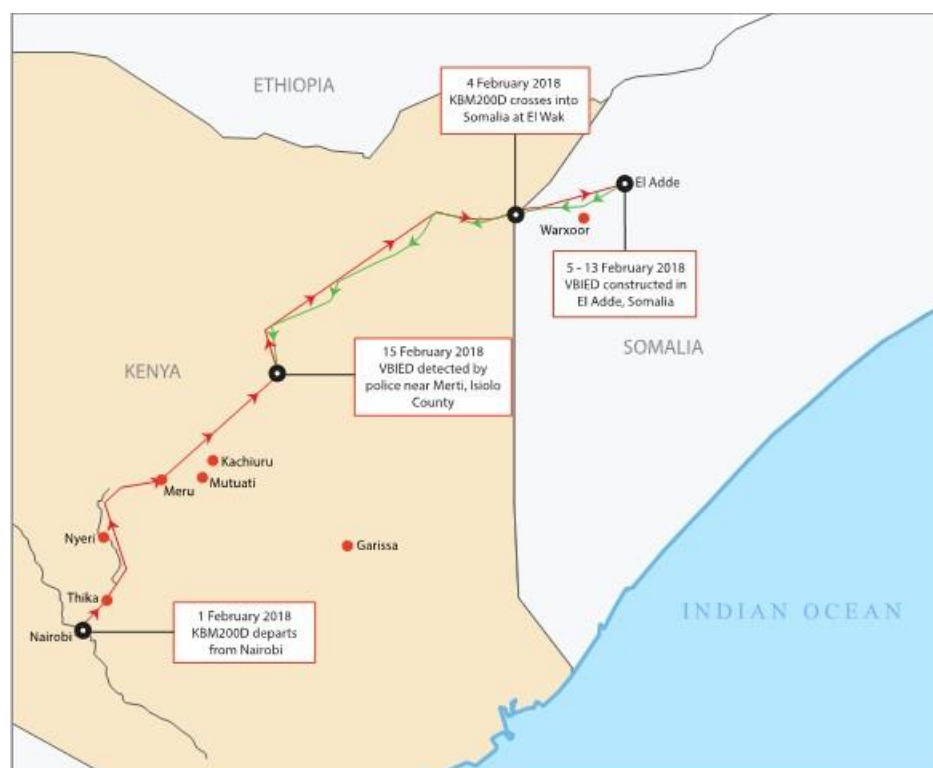 ETHIOPIA
4 February 2018
KBM200D crosses into
Somalia at El Wak
El Adde
Warxoor
5 - 13 February 2018
VBIED constructed in
El Adde, Somalia
SOMALIA
KENYA
15 February 2018
VBIED detected by
police near Merti, Isiolo
County
Kachiuru
Mutuati
Meru
Nyeri
Garissa
Thika
Nairobi
1 February 2018
KBM200D departs
from Nairobi
INDIAN OCEAN